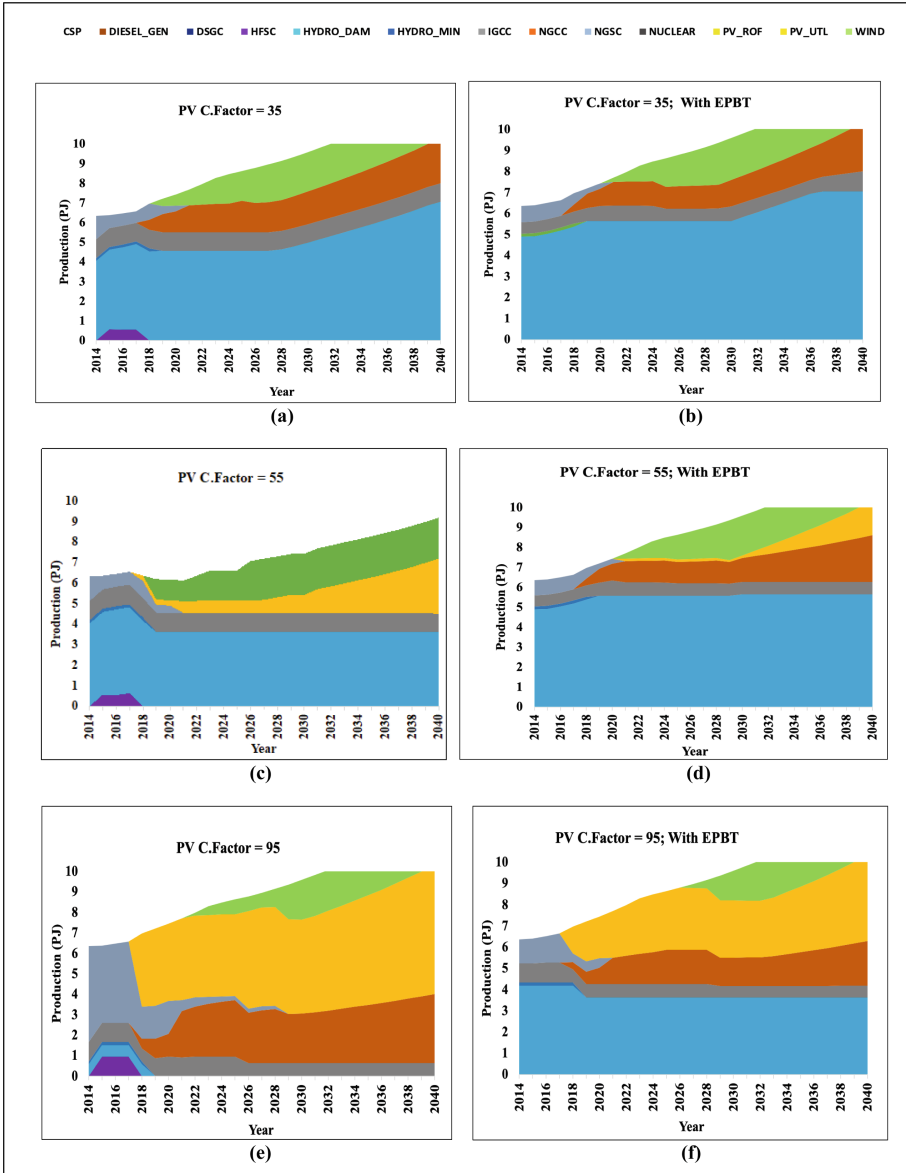 CSP DIESEL_GEN DSGC HFSC HYDRO_DAM HYDRO_MIN IGCC NGCC NGSC NUCLEAR PV_ROF PV_UTL WIND
PV C.Factor = 35
10
9
8
7
6
5
4
3
2
1
0
Production (PJ)
2014 2016 2018 2020 2022 2024 2026 2028 2030 2032 2034 2036 2038 2040
Year
(a)
PV C.Factor = 35; With EPBT
10
9
8
7
6
5
4
3
2
1
0
Production (PJ)
2014 2016 2018 2020 2022 2024 2026 2028 2030 2032 2034 2036 2038 2040
Year
(b)
PV C.Factor = 55
10
9
8
7
6
5
4
3
2
1
0
Production (PJ)
2014 2016 2018 2020 2022 2024 2026 2028 2030 2032 2034 2036 2038 2040
Year
(c)
PV C.Factor = 55; With EPBT
10
9
8
7
6
5
4
3
2
1
0
Production (PJ)
2014 2016 2018 2020 2022 2024 2026 2028 2030 2032 2034 2036 2038 2040
Year
(d)
PV C.Factor = 95
10
9
8
7
6
5
4
3
2
1
0
Production (PJ)
2014 2016 2018 2020 2022 2024 2026 2028 2030 2032 2034 2036 2038 2040
Year
(e)
PV C.Factor = 95; With EPBT
10
9
8
7
6
5
4
3
2
1
0
Production (PJ)
2014 2016 2018 2020 2022 2024 2026 2028 2030 2032 2034 2036 2038 2040
Year
(f)